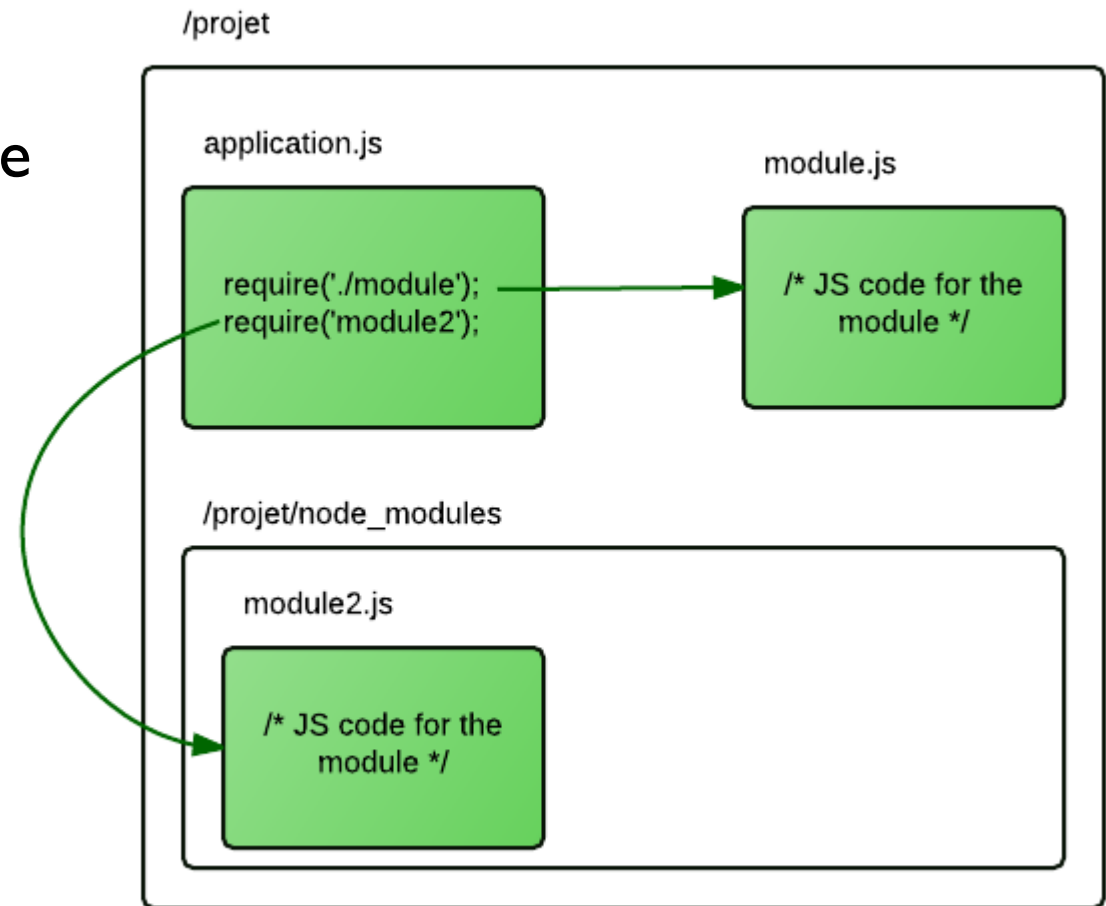 /projet
e
application.js
module.js
require('./module');
require('module2');
/* JS code for the
module */
/projet/node_modules
module2.js
/* JS code for the
module */